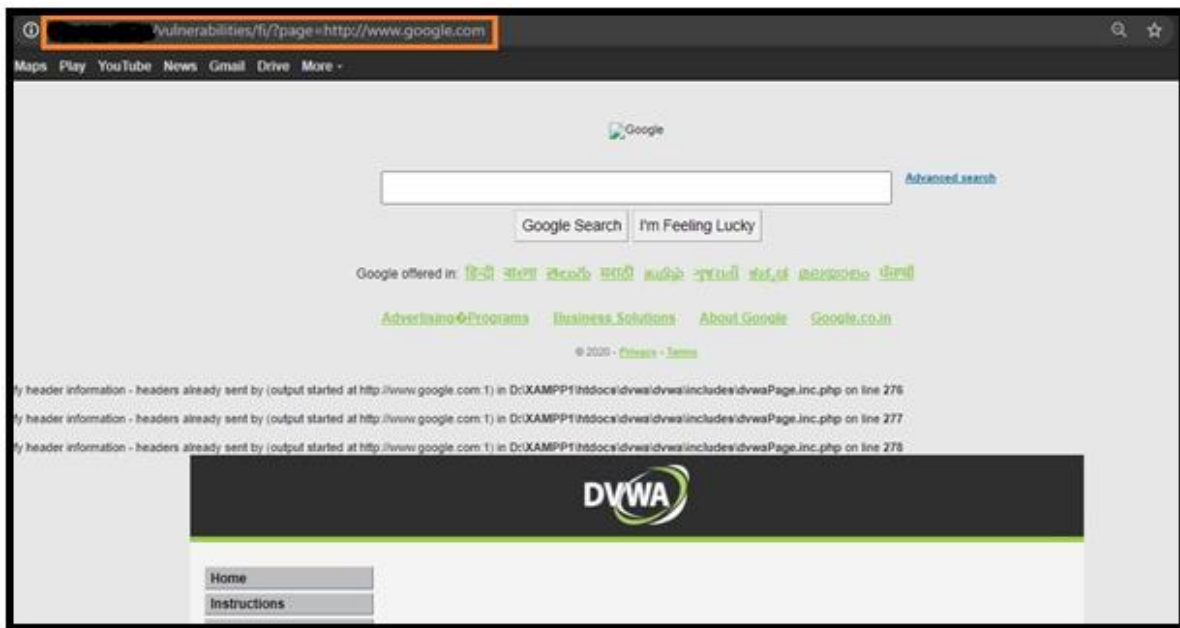 /vulnerabilities/fi/?page=http://www.google.com
Maps Play YouTube News Gmail Drive More
Google
Advanced search
Google Search I'm Feeling Lucky
Google offered in: हिन्दी বাংলা తెలుగు मराठी தமிழ் ગુજરાતી ಕನ್ನಡ മലയാളം ਪੰਜਾਬੀ
Advertising�Programs Business Solutions About Google Google.co.in
© 2020 - Privacy - Terms
fy header information - headers already sent by (output started at http://www.google.com:1) in D:\XAMPP1\htdocs\dvwa\dvwa\includes\dvwaPage.inc.php on line 276
fy header information - headers already sent by (output started at http://www.google.com:1) in D:\XAMPP1\htdocs\dvwa\dvwa\includes\dvwaPage.inc.php on line 277
fy header information - headers already sent by (output started at http://www.google.com:1) in D:\XAMPP1\htdocs\dvwa\dvwa\includes\dvwaPage.inc.php on line 278
DVWA
Home
Instructions